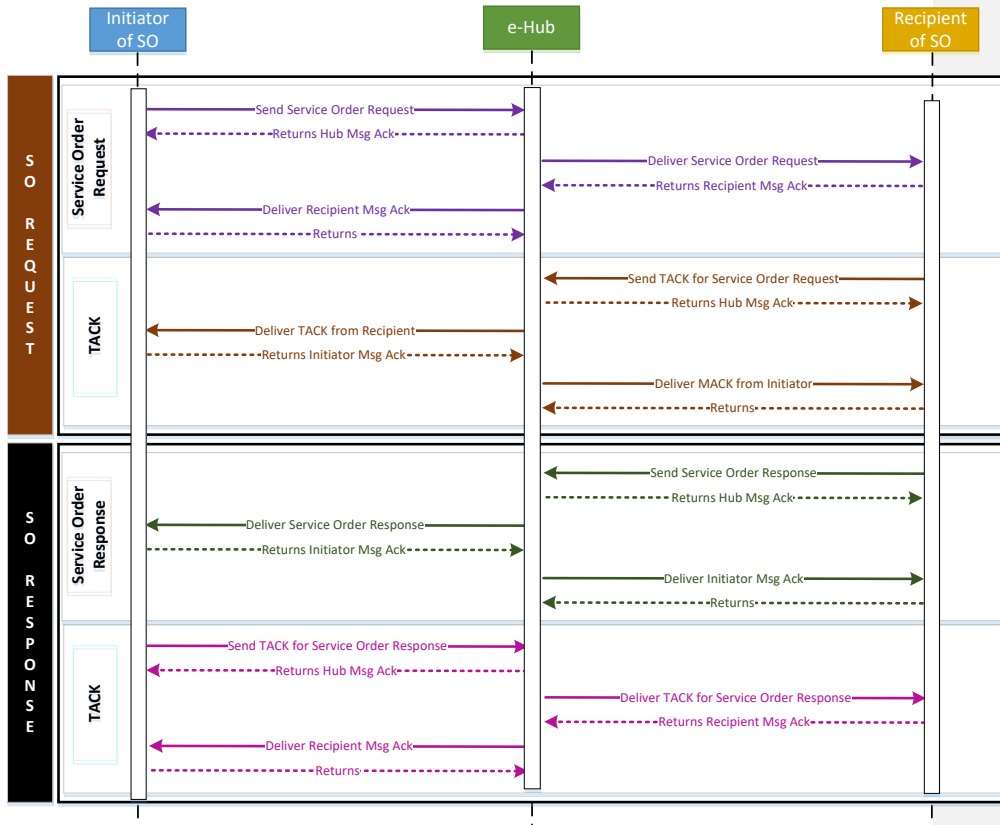 Initiator
of SO
e-Hub
Recipient
of SO
SO REQUEST
Service Order
Request
Send Service Order Request
Returns Hub Msg Ack
Deliver Service Order Request
Returns Recipient Msg Ack
Deliver Recipient Msg Ack
Returns
TACK
Send TACK for Service Order Request
Returns Hub Msg Ack
Deliver TACK from Recipient
Returns Initiator Msg Ack
Deliver MACK from Initiator
Returns
SO RESPONSE
Service Order
Response
Send Service Order Response
Returns Hub Msg Ack
Deliver Service Order Response
Returns Initiator Msg Ack
Deliver Initiator Msg Ack
Returns
TACK
Send TACK for Service Order Response
Returns Hub Msg Ack
Deliver TACK for Service Order Response
Returns Recipient Msg Ack
Deliver Recipient Msg Ack
Returns